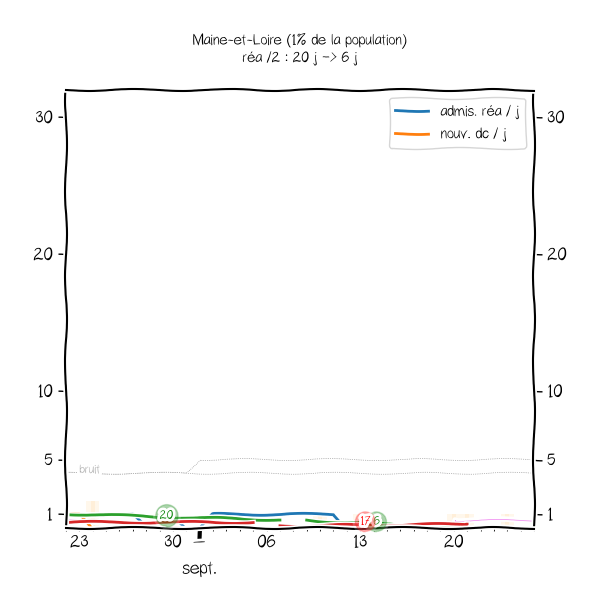 Maine-et-Loire (1% de la population)
réa /2 : 20 j -> 6 j
admis. réa / j
nouv. dc / j
30 30
20 20
10 10
5 5
bruit
1 1
20 17 6
23 30 06 13 20
1
sept.